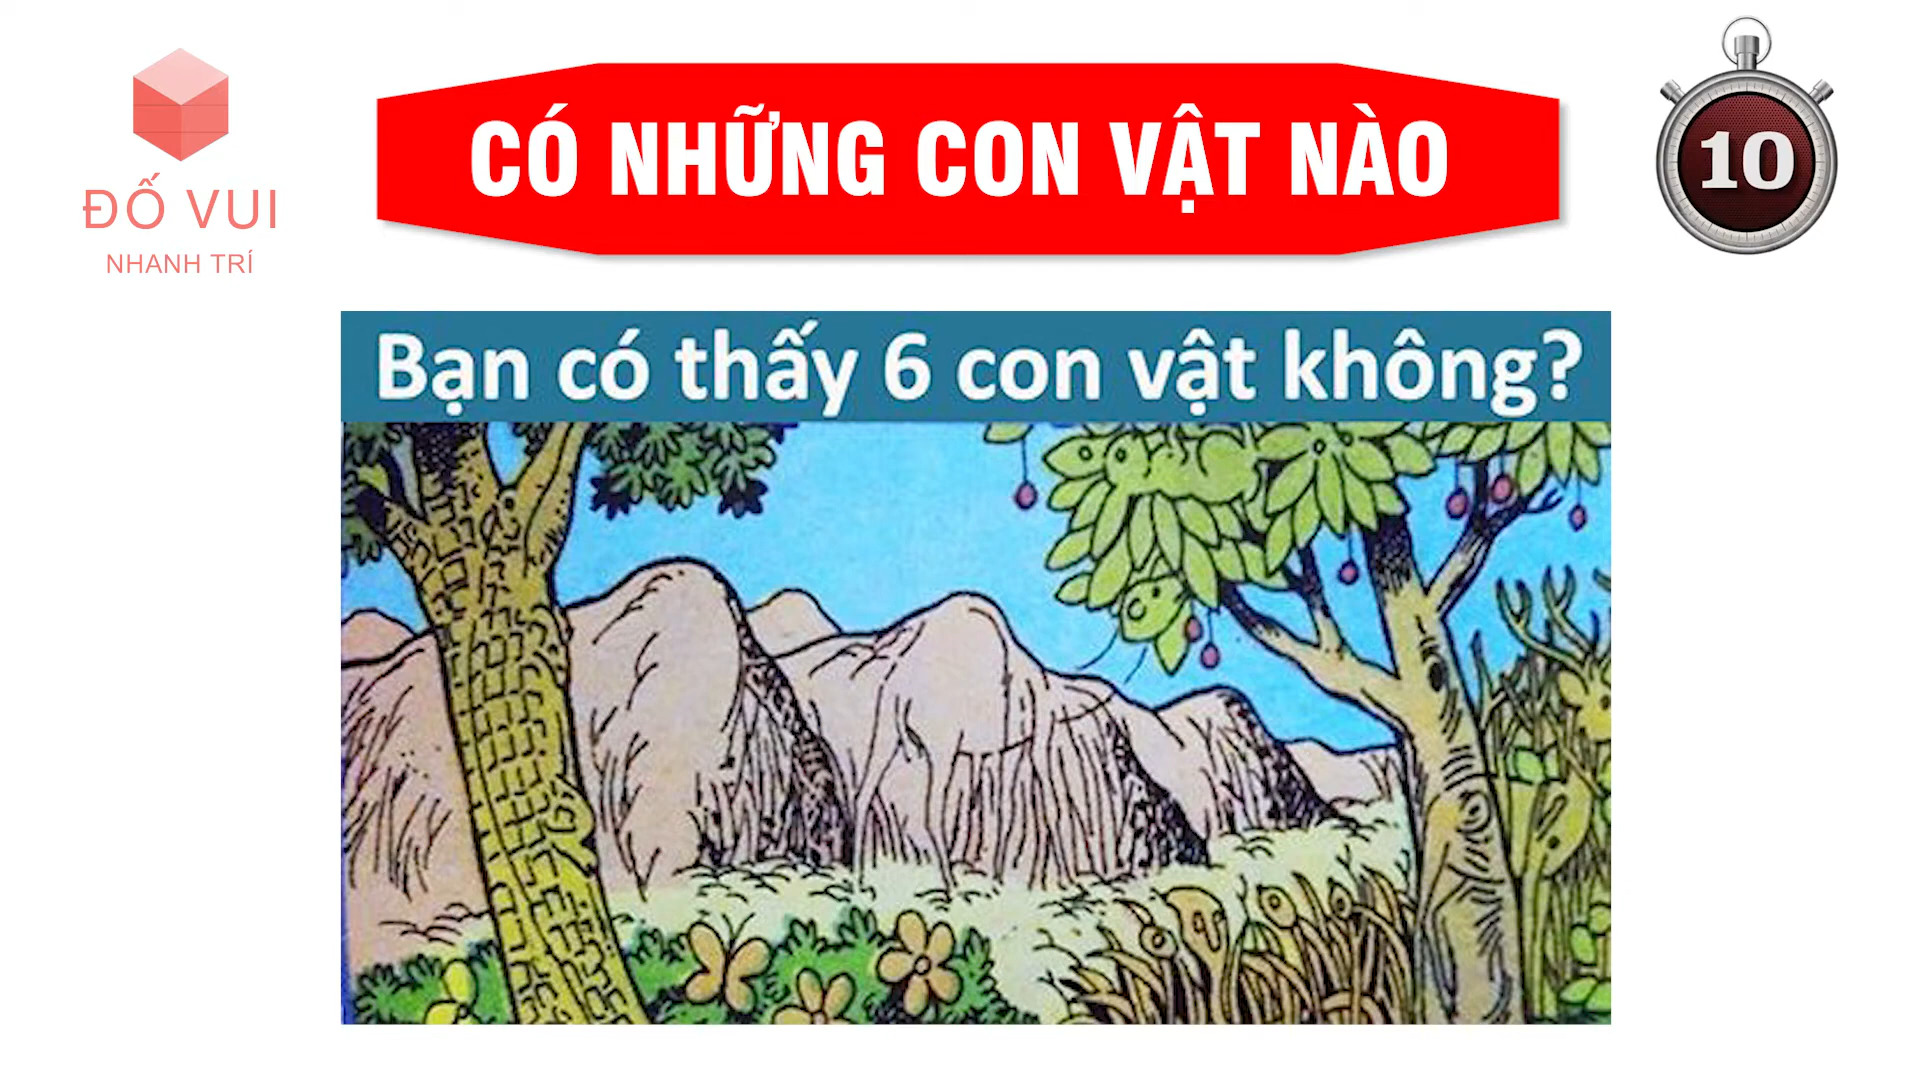 ĐỐ VUI
NHANH TRÍ
CÓ NHỮNG CON VẬT NÀO
10
Bạn có thấy 6 con vật không?